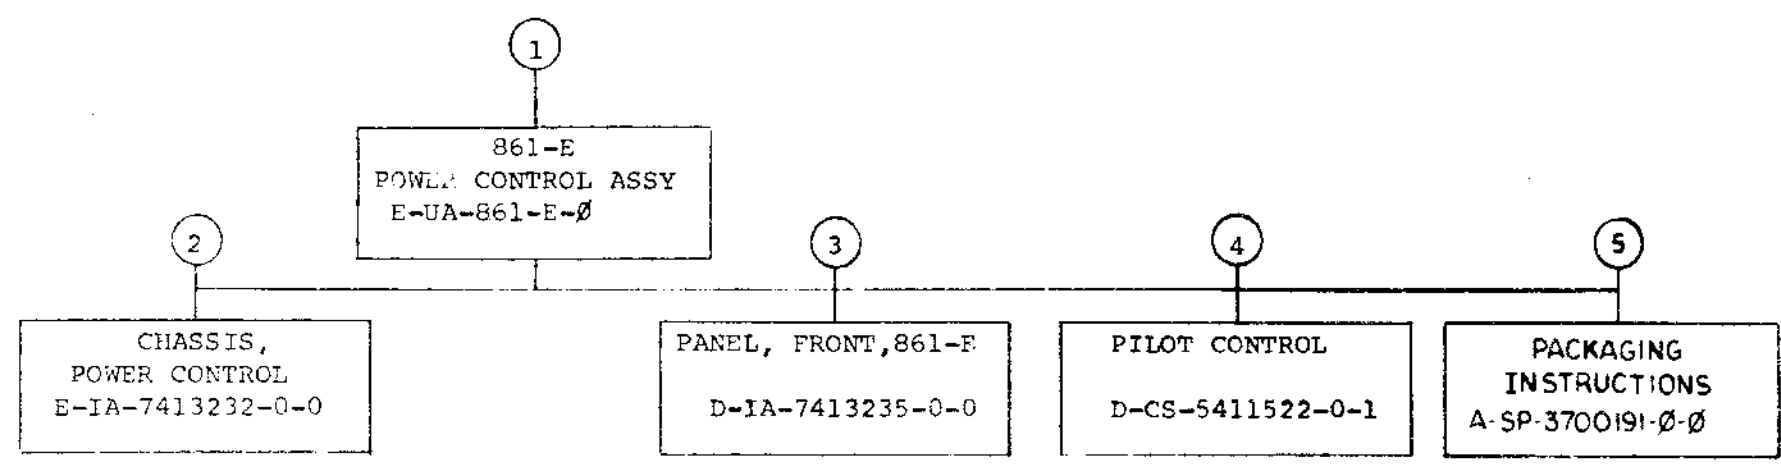 1
861-E
POWER CONTROL ASSY
E-UA-861-E-Ø
2
3
4
5
CHASSIS,
POWER CONTROL
E-IA-7413232-0-0
PANEL, FRONT,861-E
D-IA-7413235-0-0
PILOT CONTROL
D-CS-5411522-0-1
PACKAGING
INSTRUCTIONS
A-SP-3700191-Ø-Ø